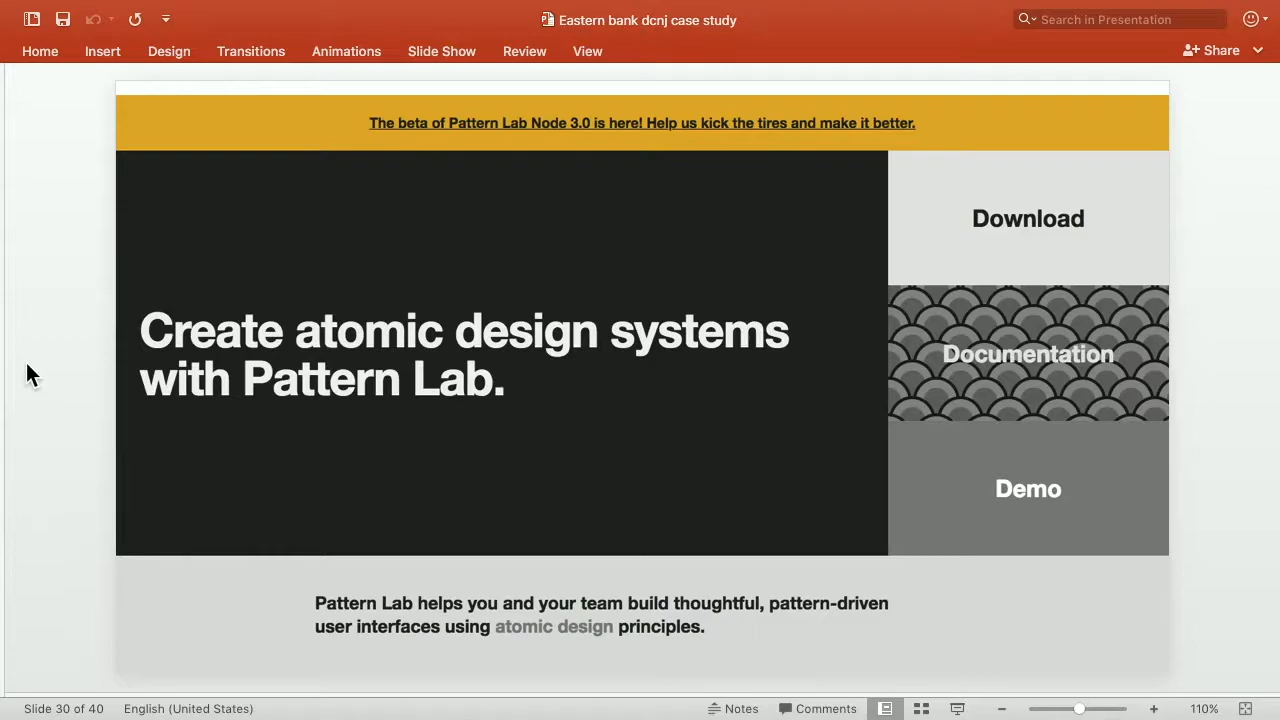 Eastern bank dcnj case study
Search in Presentation
Home Insert Design Transitions Animations Slide Show Review View
Share
The beta of Pattern Lab Node 3.0 is here! Help us kick the tires and make it better.
Create atomic design systems
with Pattern Lab.
Download
Documentation
Demo
Pattern Lab helps you and your team build thoughtful, pattern-driven
user interfaces using atomic design principles.
Slide 30 of 40 English (United States) Notes Comments 110%